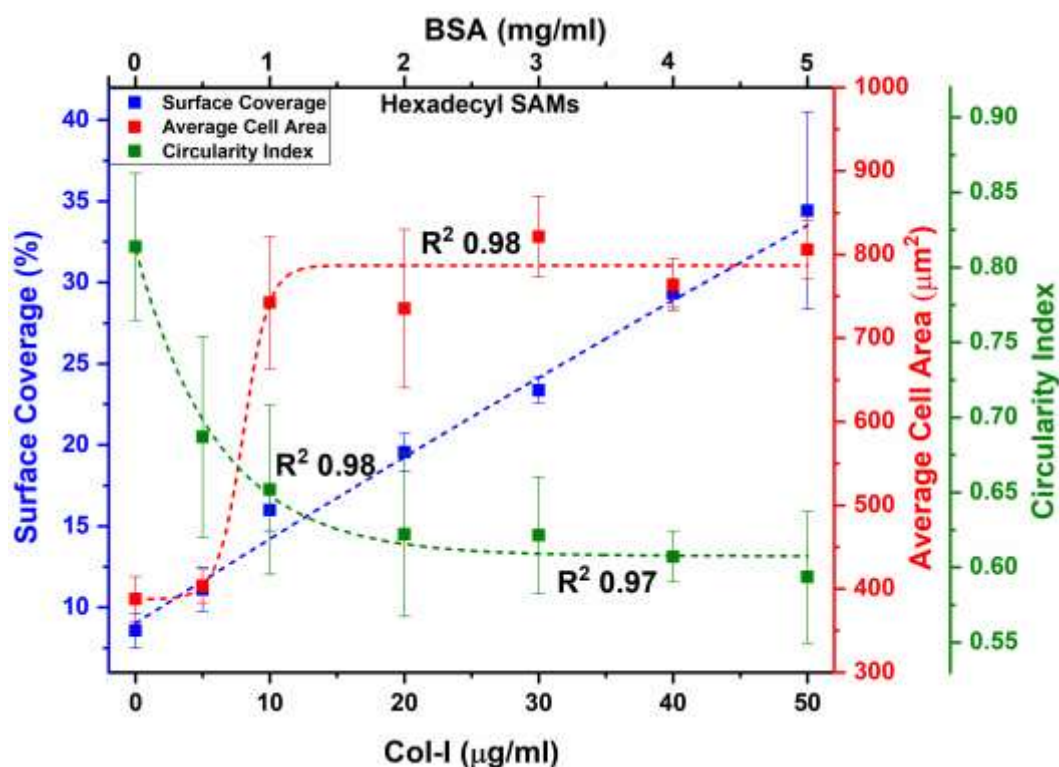 BSA (mg/ml)
0 1 2 3 4 5
Surface Coverage
Average Cell Area
Circularity Index
Hexadecyl SAMs
R² 0.98
R² 0.98
R² 0.97
Surface Coverage (%)
40
35
30
25
20
15
10
Average Cell Area (μm²)
1000
900
800
700
600
500
400
300
Circularity Index
0.90
0.85
0.80
0.75
0.70
0.65
0.60
0.55
0 10 20 30 40 50
Col-I (μg/ml)